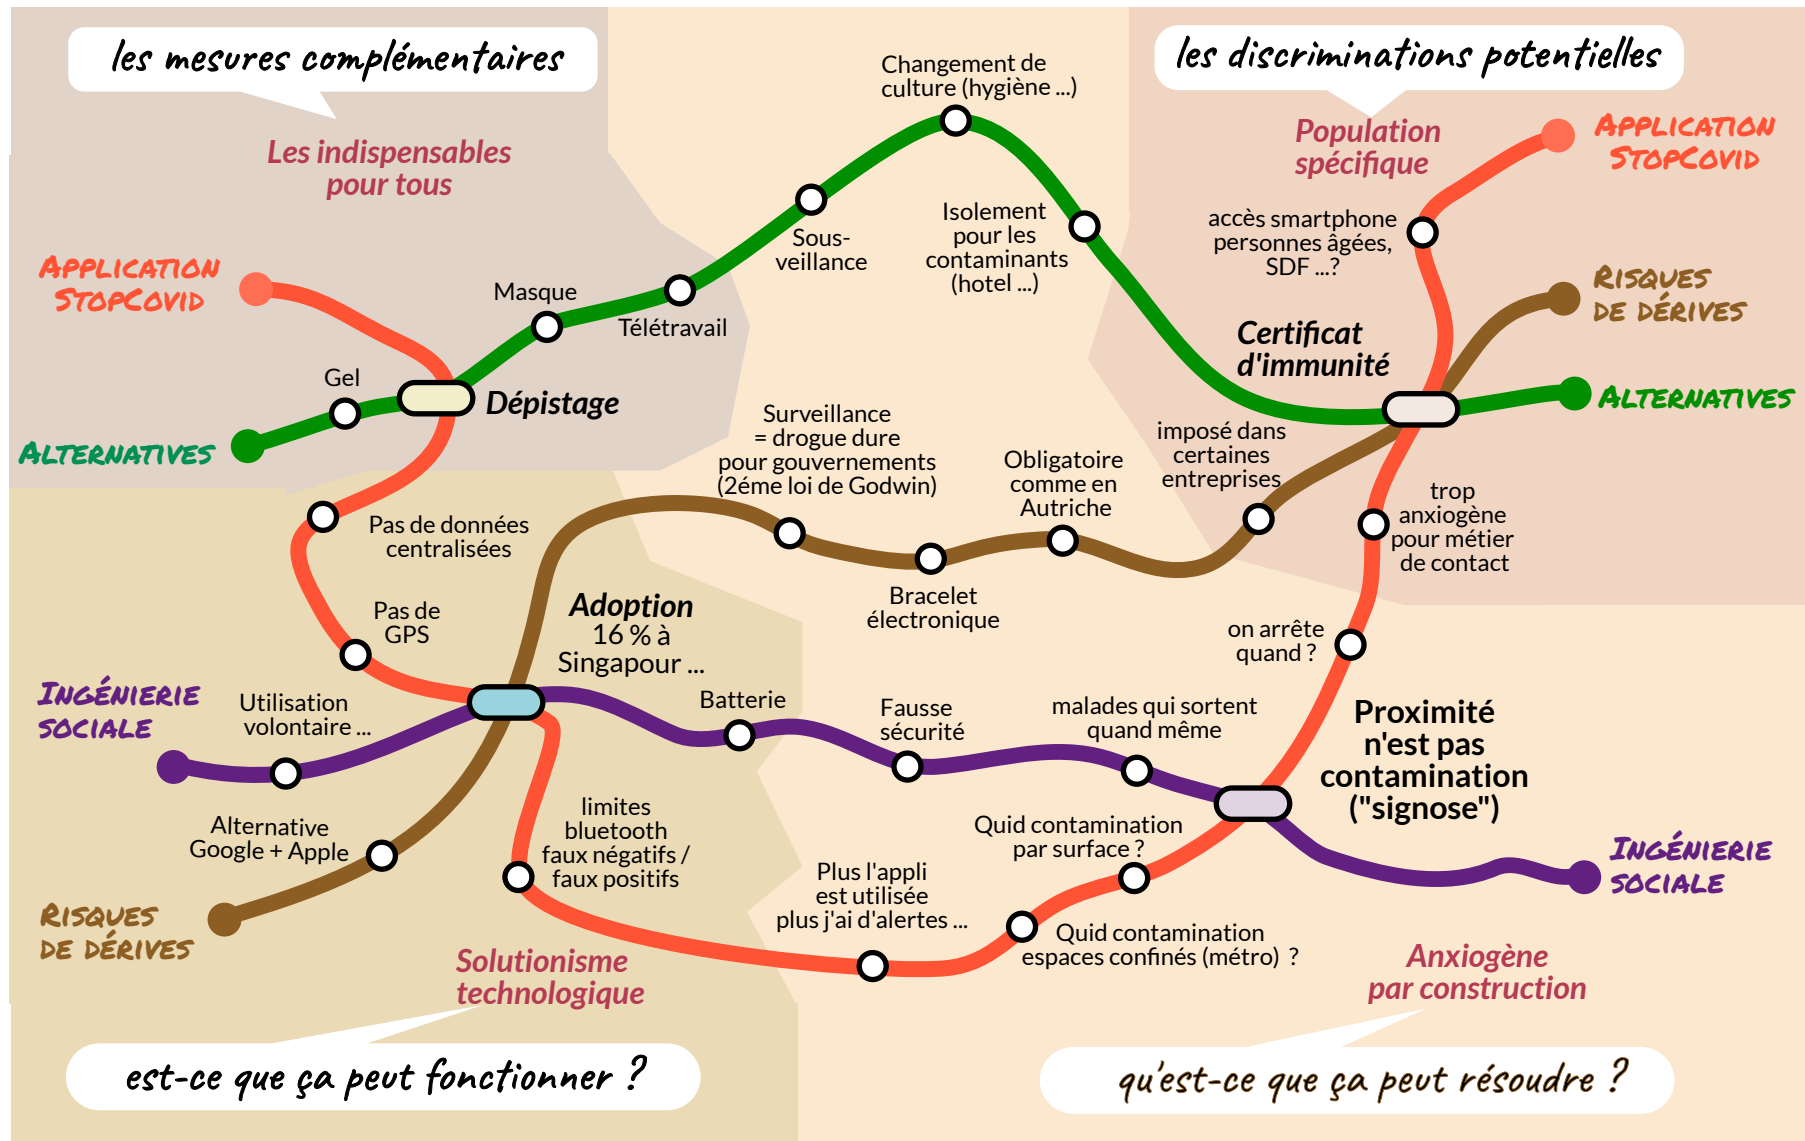 les mesures complémentaires
les discriminations potentielles
Changement de
culture (hygiène ...)
Les indispensables
pour tous
Population
spécifique
APPLICATION
STOPCOVID
Isolement
pour les
contaminants
(hotel ...)
accès smartphone
personnes âgées,
SDF ...?
Sous-
veillance
APPLICATION
STOPCOVID
RISQUES
DE DÉRIVES
Masque
Télétravail
Certificat
d'immunité
Gel
Dépistage
ALTERNATIVES
ALTERNATIVES
Surveillance
= drogue dure
pour gouvernements
(2éme loi de Godwin)
Obligatoire
comme en
Autriche
imposé dans
certaines
entreprises
trop
anxiogène
pour métier
de contact
Pas de données
centralisées
Pas de
GPS
Adoption
16 % à
Singapour ...
Bracelet
électronique
on arrête
quand ?
INGÉNIERIE
SOCIALE
Utilisation
volontaire ...
Batterie
Fausse
sécurité
malades qui sortent
quand même
Proximité
n'est pas
contamination
("signose")
Alternative
Google + Apple
limites
bluetooth
faux négatifs /
faux positifs
Quid contamination
par surface ?
Plus l'appli
est utilisée
plus j'ai d'alertes ...
INGÉNIERIE
SOCIALE
RISQUES
DE DÉRIVES
Quid contamination
espaces confinés (métro) ?
Solutionisme
technologique
Anxiogène
par construction
est-ce que ça peut fonctionner ?
qu'est-ce que ça peut résoudre ?